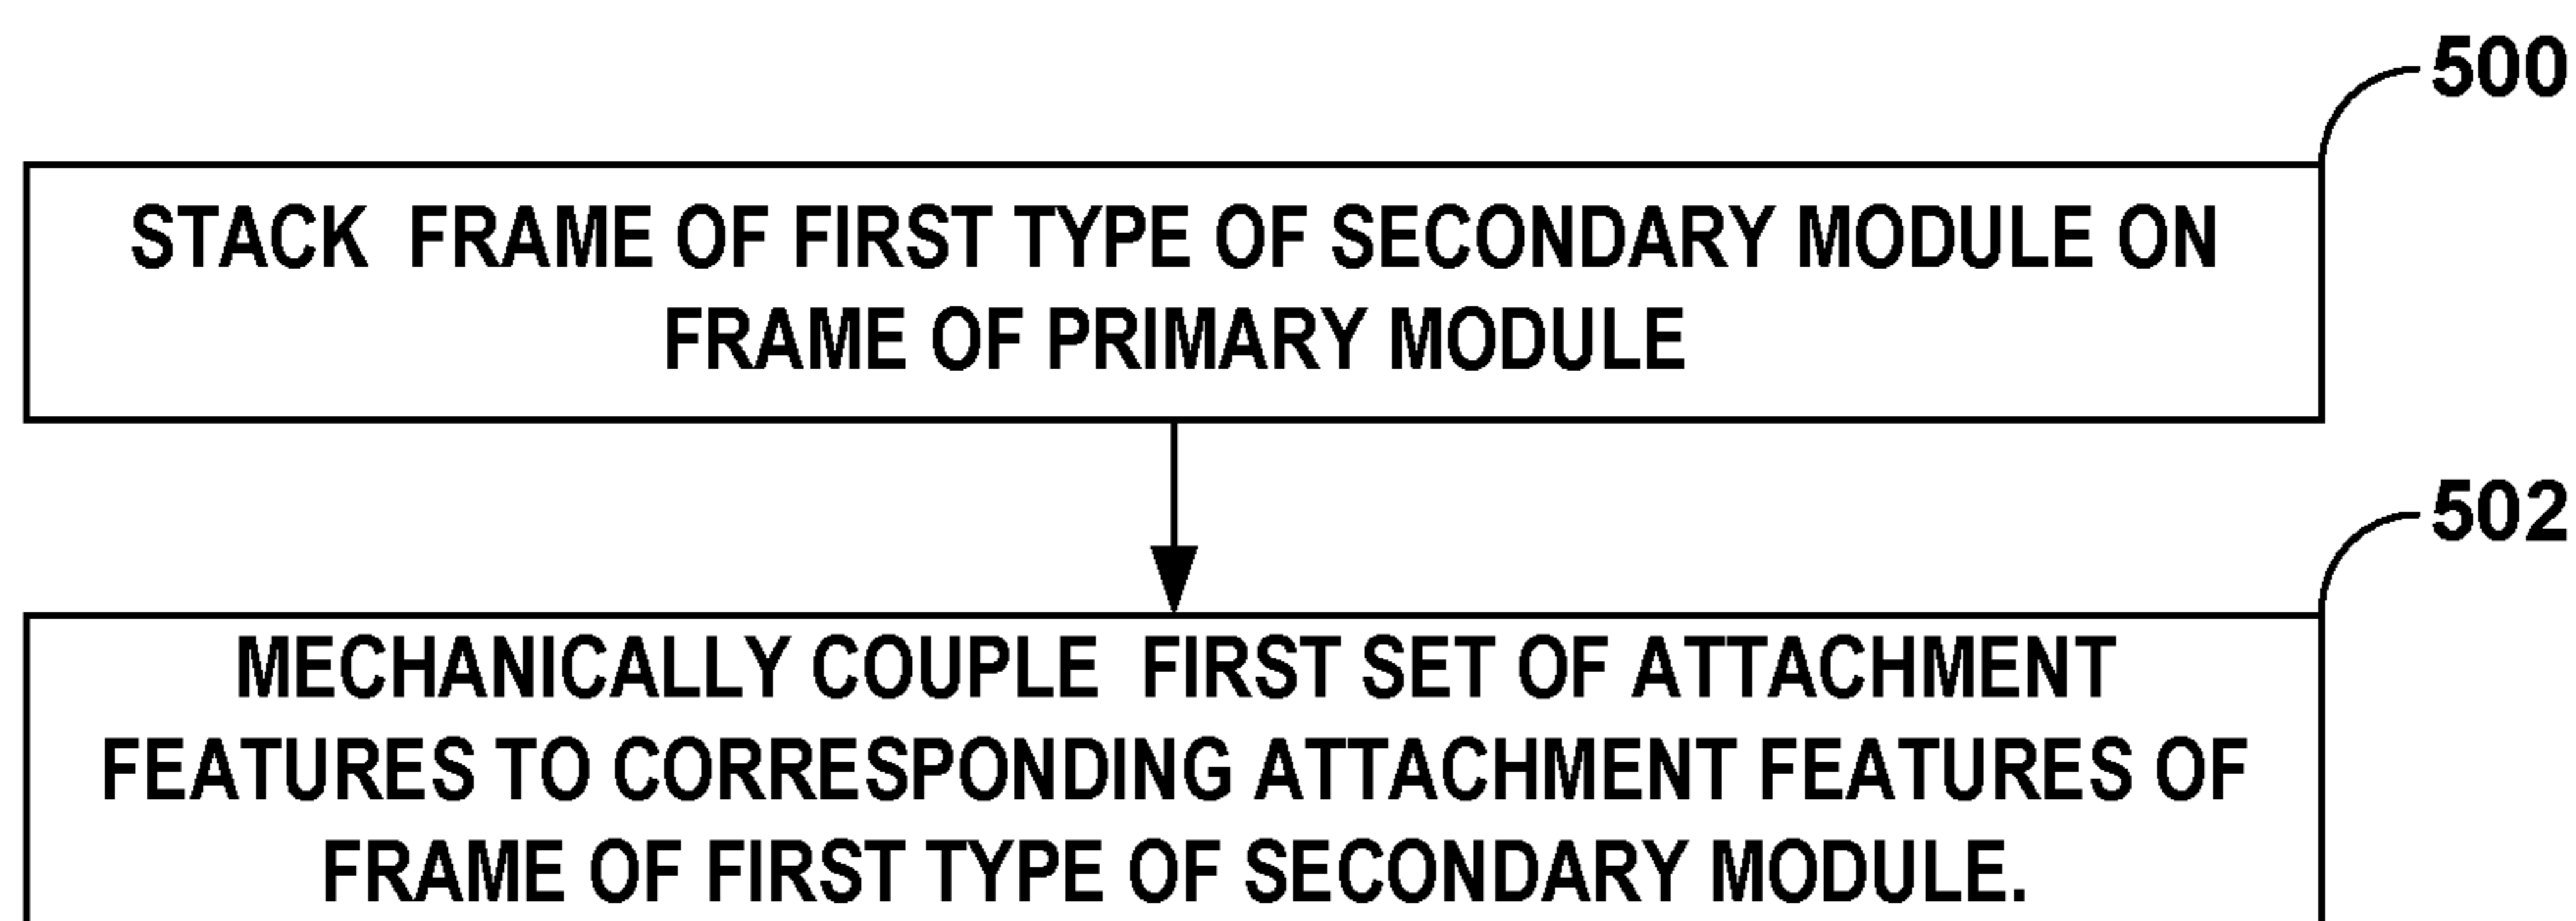 500
STACK FRAME OF FIRST TYPE OF SECONDARY MODULE ON
FRAME OF PRIMARY MODULE
502
MECHANICALLY COUPLE FIRST SET OF ATTACHMENT
FEATURES TO CORRESPONDING ATTACHMENT FEATURES OF
FRAME OF FIRST TYPE OF SECONDARY MODULE.